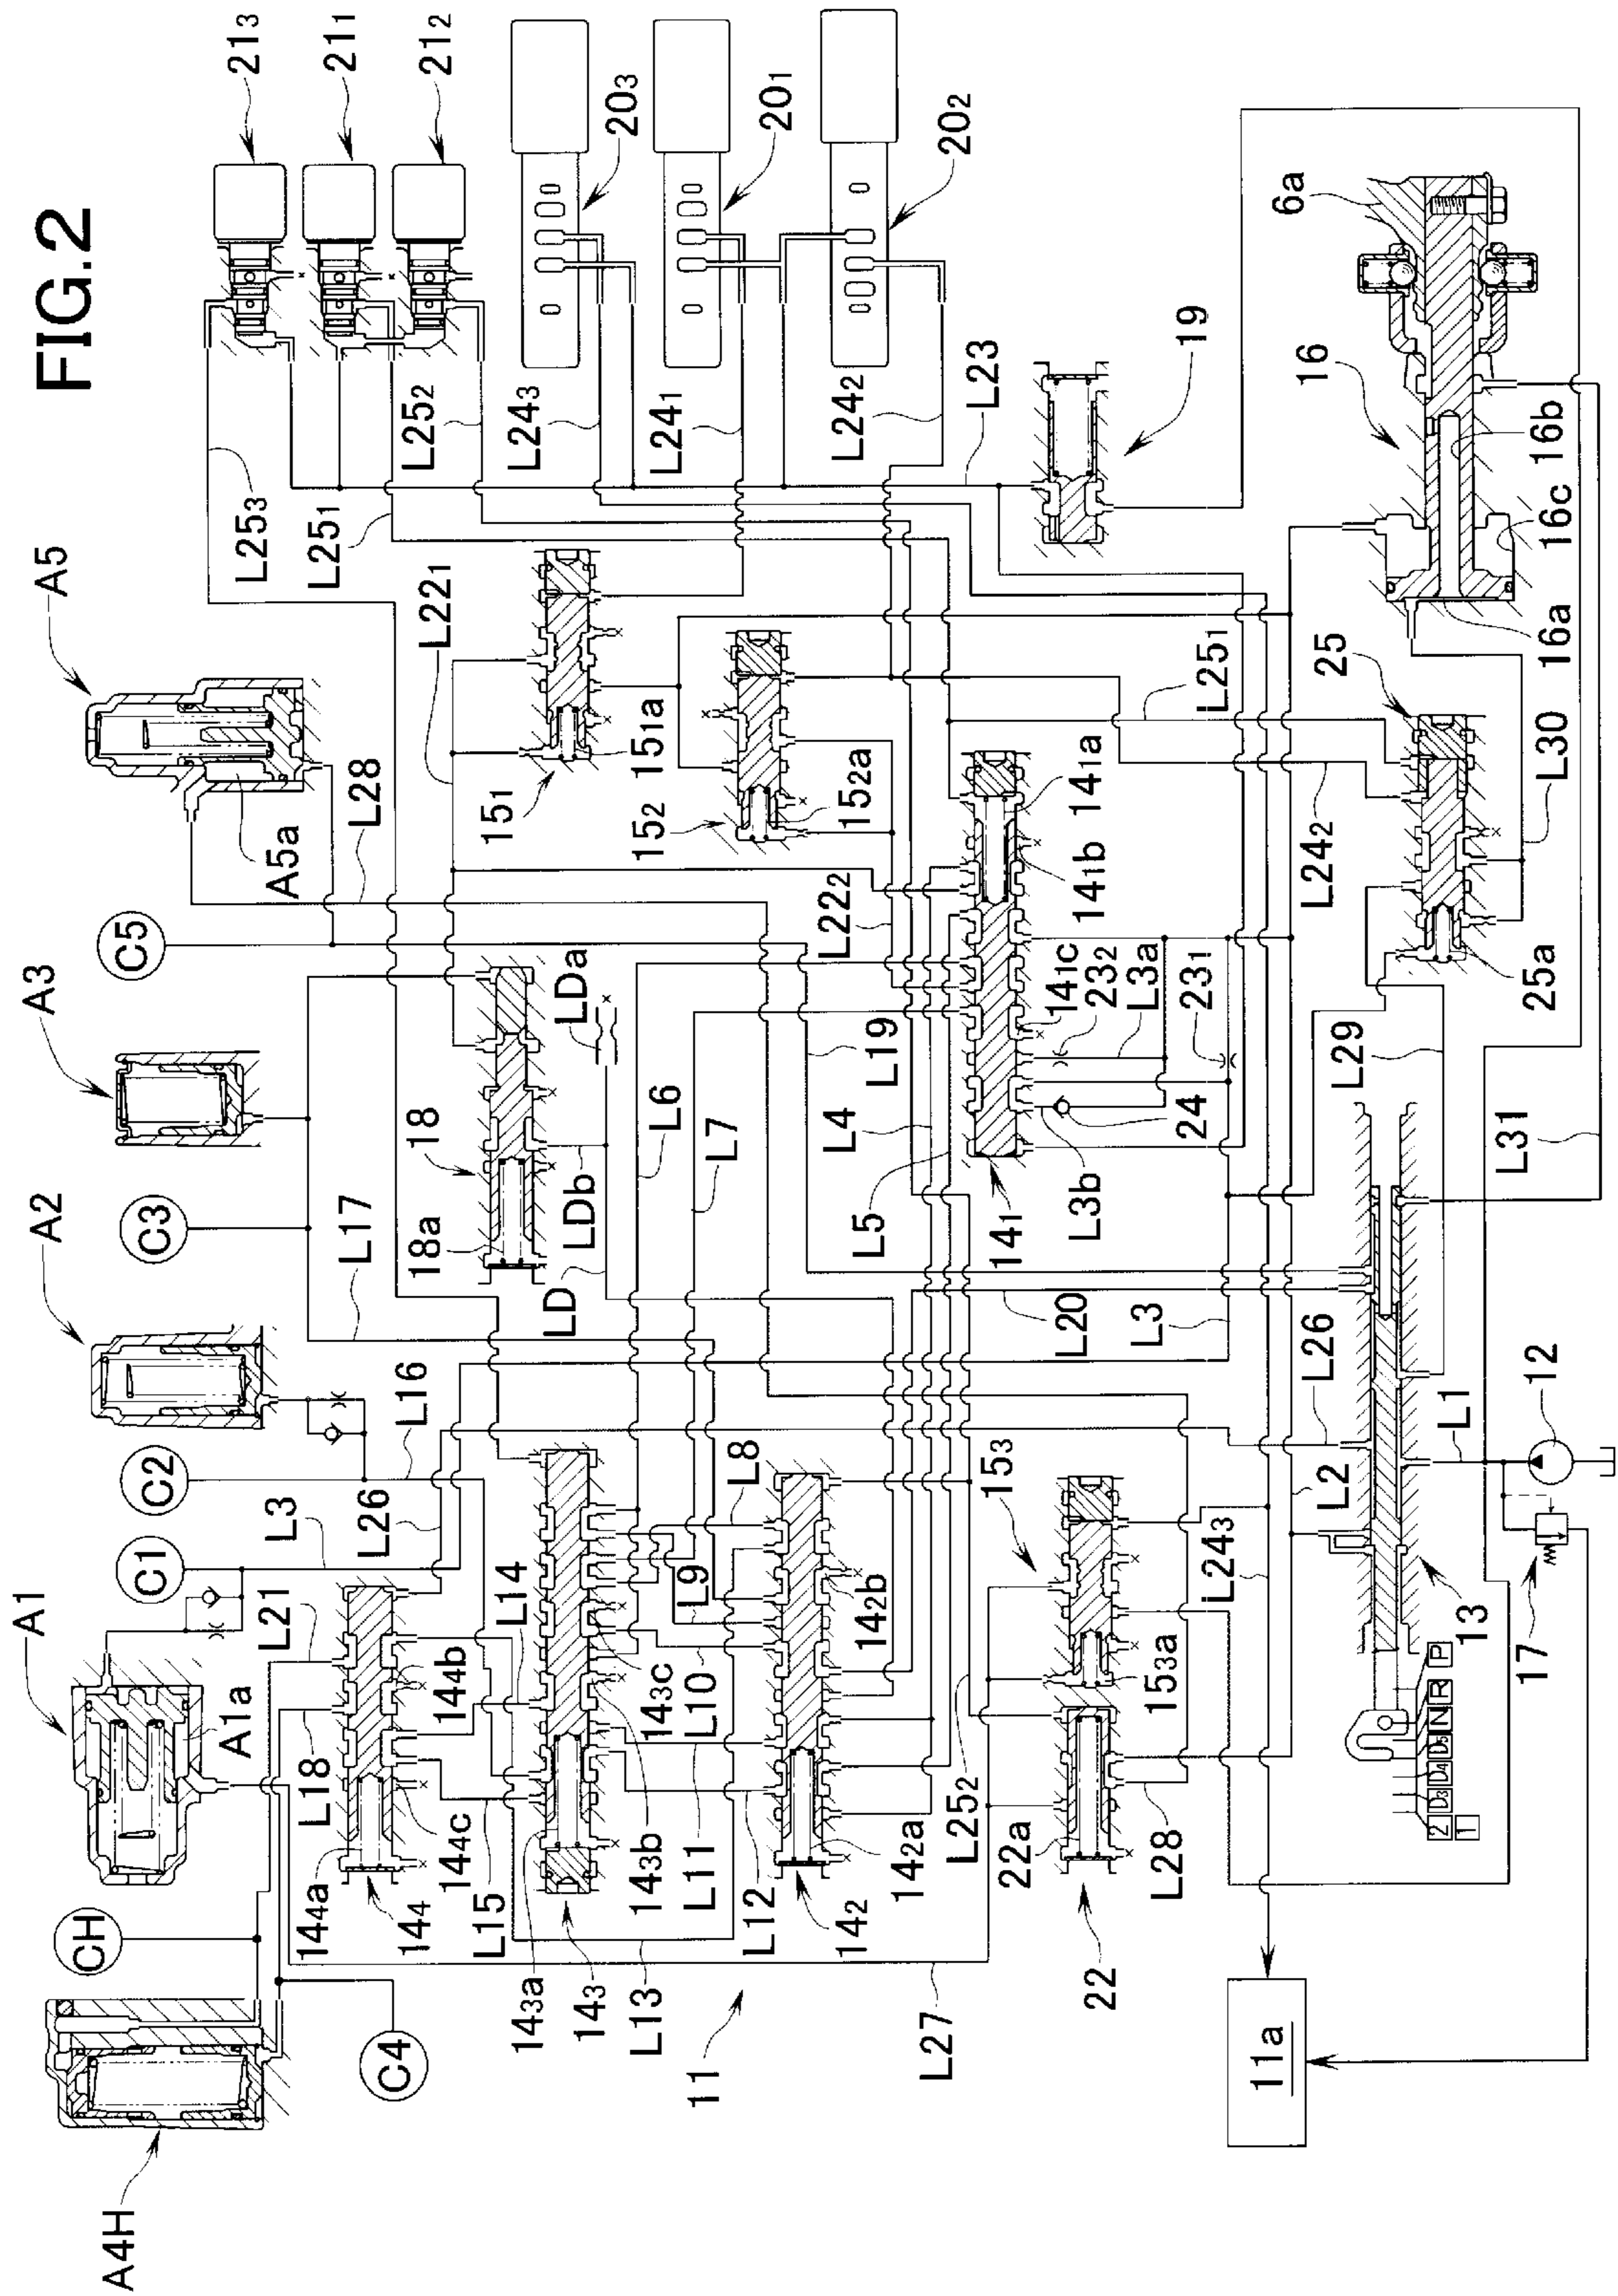 FIG.2
21₃
21₁
21₂
20₃
20₁
20₂
L25₃
L25₁
L25₂
L24₃
L24₁
L24₂
L23
19
6a
16
16b
16c
16a
A5
A5a
L28
L22₁
15₁
15₁a
15₂
15₂a
L22₂
14₁a
14₁b
L25₁
L24₂
25
L30
25a
C5
A3
LDa
18
18a
LDb
LD
L6
L7
L19
L4
L5
14₁c
23₂
L3a
23₁
24
L3b
14₁
L29
L31
C3
L17
A2
L16
C2
L26
L3
C1
L20
L3
L26
L1
12
L2
A1
A1a
L21
L18
14₄b
L14
L8
L9
14₃c
L10
14₂b
15₃
15₃a
L24₃
13
17
P
R
N
D5
D4
D3
2
1
14₄a
14₄
14₄c
L15
14₃a
14₃
14₃b
L11
L13
L12
14₂
14₂a
L25₂
22a
22
L28
CH
A4H
C4
11
L27
11a